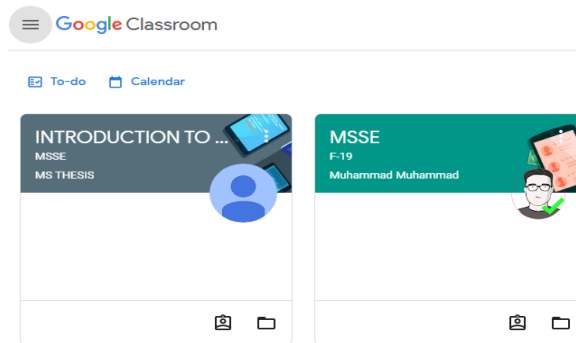 Google Classroom
To-do Calendar
INTRODUCTION TO ...
MSSE
MS THESIS
MSSE
F-19
Muhammad Muhammad